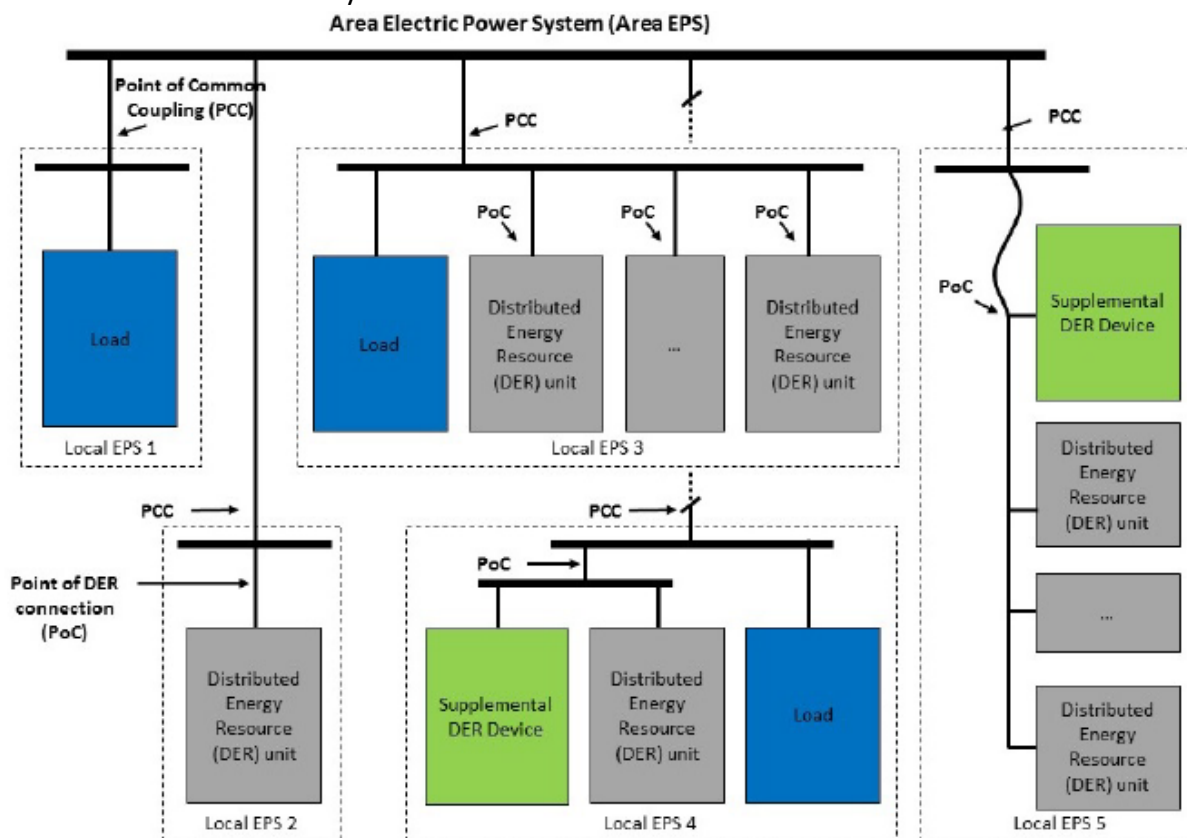 Area Electric Power System (Area EPS)
Point of Common
Coupling (PCC)
PCC
PCC
PoC
PoC
PoC
Load
Load
Distributed
Energy
Resource
(DER) unit
...
Distributed
Energy
Resource
(DER) unit
PoC
Supplemental
DER Device
Local EPS 1
Local EPS 3
Distributed
Energy
Resource
(DER) unit
PCC
PCC
PoC
Point of DER
connection
(PoC)
...
Distributed
Energy
Resource
(DER) unit
Supplemental
DER Device
Distributed
Energy
Resource
(DER) unit
Load
Distributed
Energy
Resource
(DER) unit
Local EPS 2
Local EPS 4
Local EPS 5